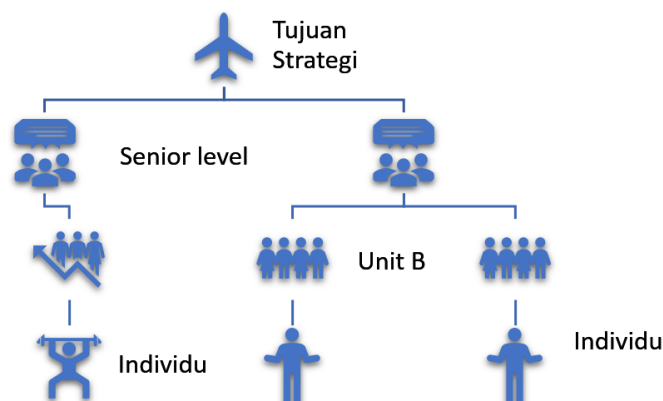 Tujuan
Strategi
Senior level
Unit B
Individu
Individu